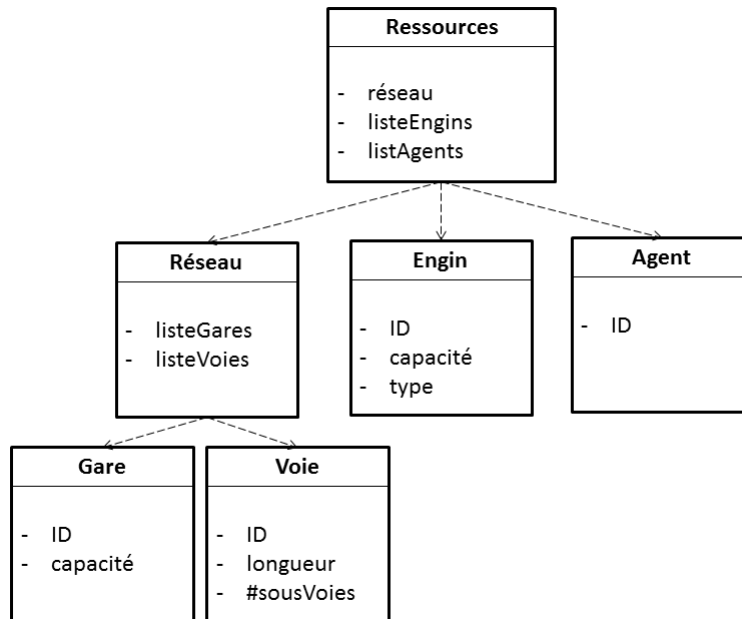 Ressources
- réseau
- listeEngins
- listAgents
Réseau
- listeGares
- listeVoies
Engin
- ID
- capacité
- type
Agent
- ID
Gare
- ID
- capacité
Voie
- ID
- longueur
- #sousVoies